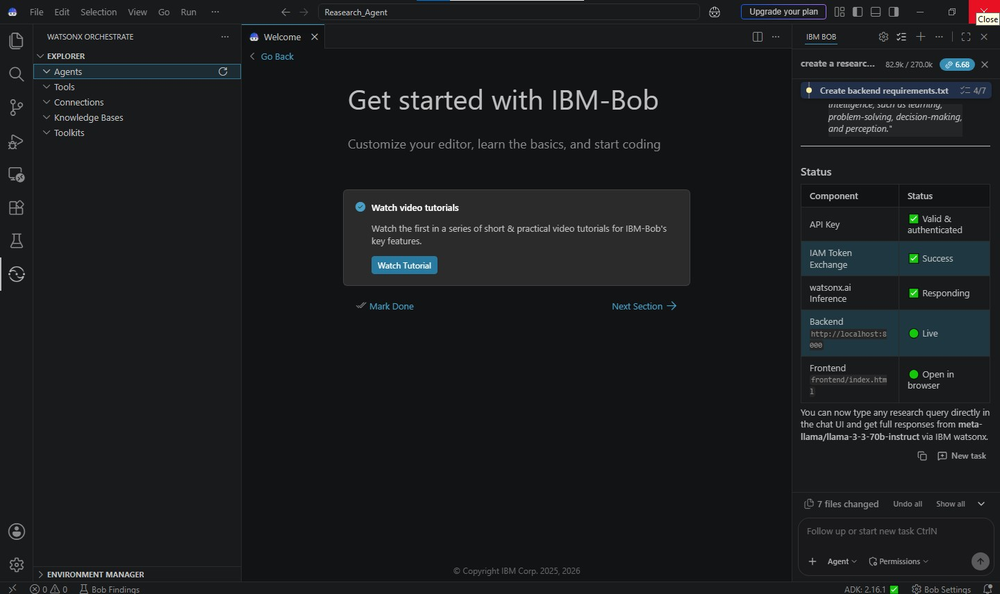 File Edit Selection View Go Run ···
Reasearch_Agent
Upgrade your plan
Close
WATSONX ORCHESTRATE ···
EXPLORER
Agents
Tools
Connections
Knowledge Bases
Toolkits
ENVIRONMENT MANAGER
Welcome
Go Back
Get started with IBM-Bob
Customize your editor, learn the basics, and start coding
Watch video tutorials
Watch the first in a series of short & practical video tutorials for IBM-Bob's
key features.
Watch Tutorial
Mark Done
Next Section
© Copyright IBM Corp. 2025, 2026
IBM BOB
create a researc... 82.9k / 270.0k 6.68
Create backend requirements.txt 4/7
intelligence, such as learning,
problem-solving, decision-making,
and perception."
Status
Component Status
API Key ✅ Valid &
authenticated
IAM Token
Exchange
✅ Success
watsonx.ai
Inference
✅ Responding
Backend
http://localhost:8
000
Live
Frontend
frontend/index.htm
l
Open in
browser
You can now type any research query directly in
the chat UI and get full responses from meta-
llama/llama-3-3-70b-instruct via IBM watsonx.
New task
7 files changed Undo all Show all
Follow up or start new task CtrlN
Agent Permissions
0 0 Bob Findings
ADK: 2.16.1 ✅ Bob Settings